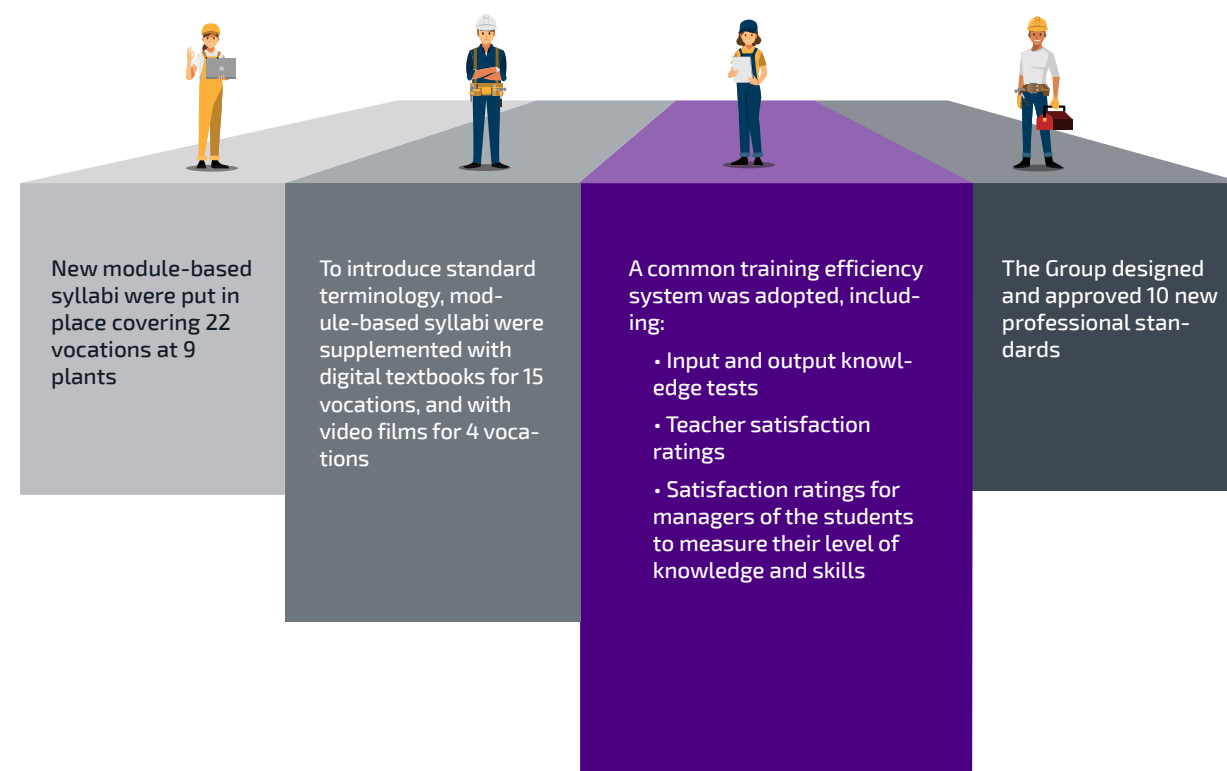 New module-based
syllabi were put in
place covering 22
vocations at 9
plants
To introduce standard
terminology, mod-
ule-based syllabi were
supplemented with
digital textbooks for 15
vocations, and with
video films for 4 voca-
tions
A common training efficiency
system was adopted, includ-
ing:
• Input and output knowl-
edge tests
• Teacher satisfaction
ratings
• Satisfaction ratings for
managers of the students
to measure their level of
knowledge and skills
The Group designed
and approved 10 new
professional stan-
dards